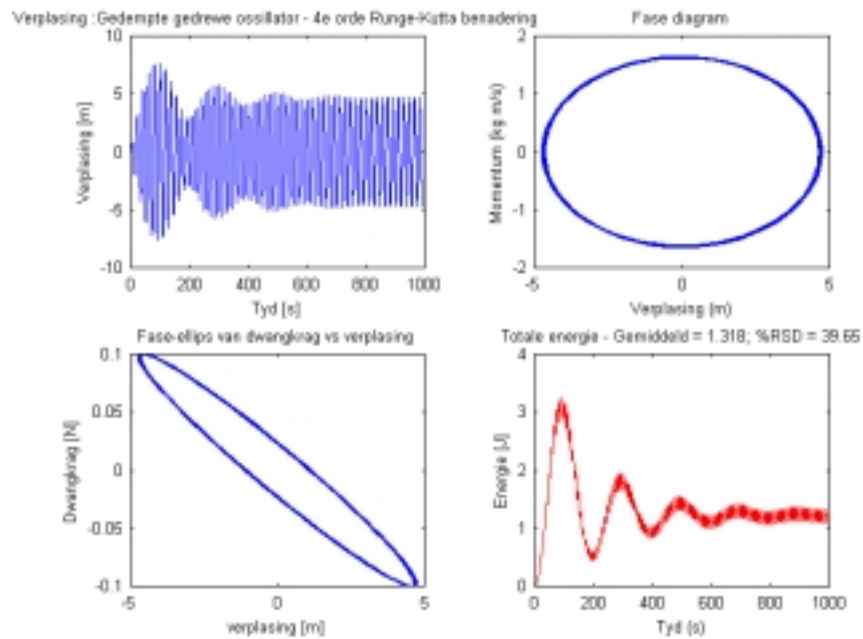 Verplasing :Gedempte gedrewe ossillator - 4e orde Runge-Kutta benadering
10
5
0
-5
-10
Verplasing [m]
0 200 400 600 800 1000
Tyd [s]
Fase diagram
2
1
0
-1
-2
Momentum (kg m/s)
-5 0 5
Verplasing (m)
Fase-ellips van dwangkrag vs verplasing
0.1
0.05
0
-0.05
-0.1
Dwangkrag [N]
-5 0 5
verplasing [m]
Totale energie - Gemiddeld = 1.318; %RSD = 39.65
4
3
2
1
0
Energie [J]
0 200 400 600 800 1000
Tyd (s)